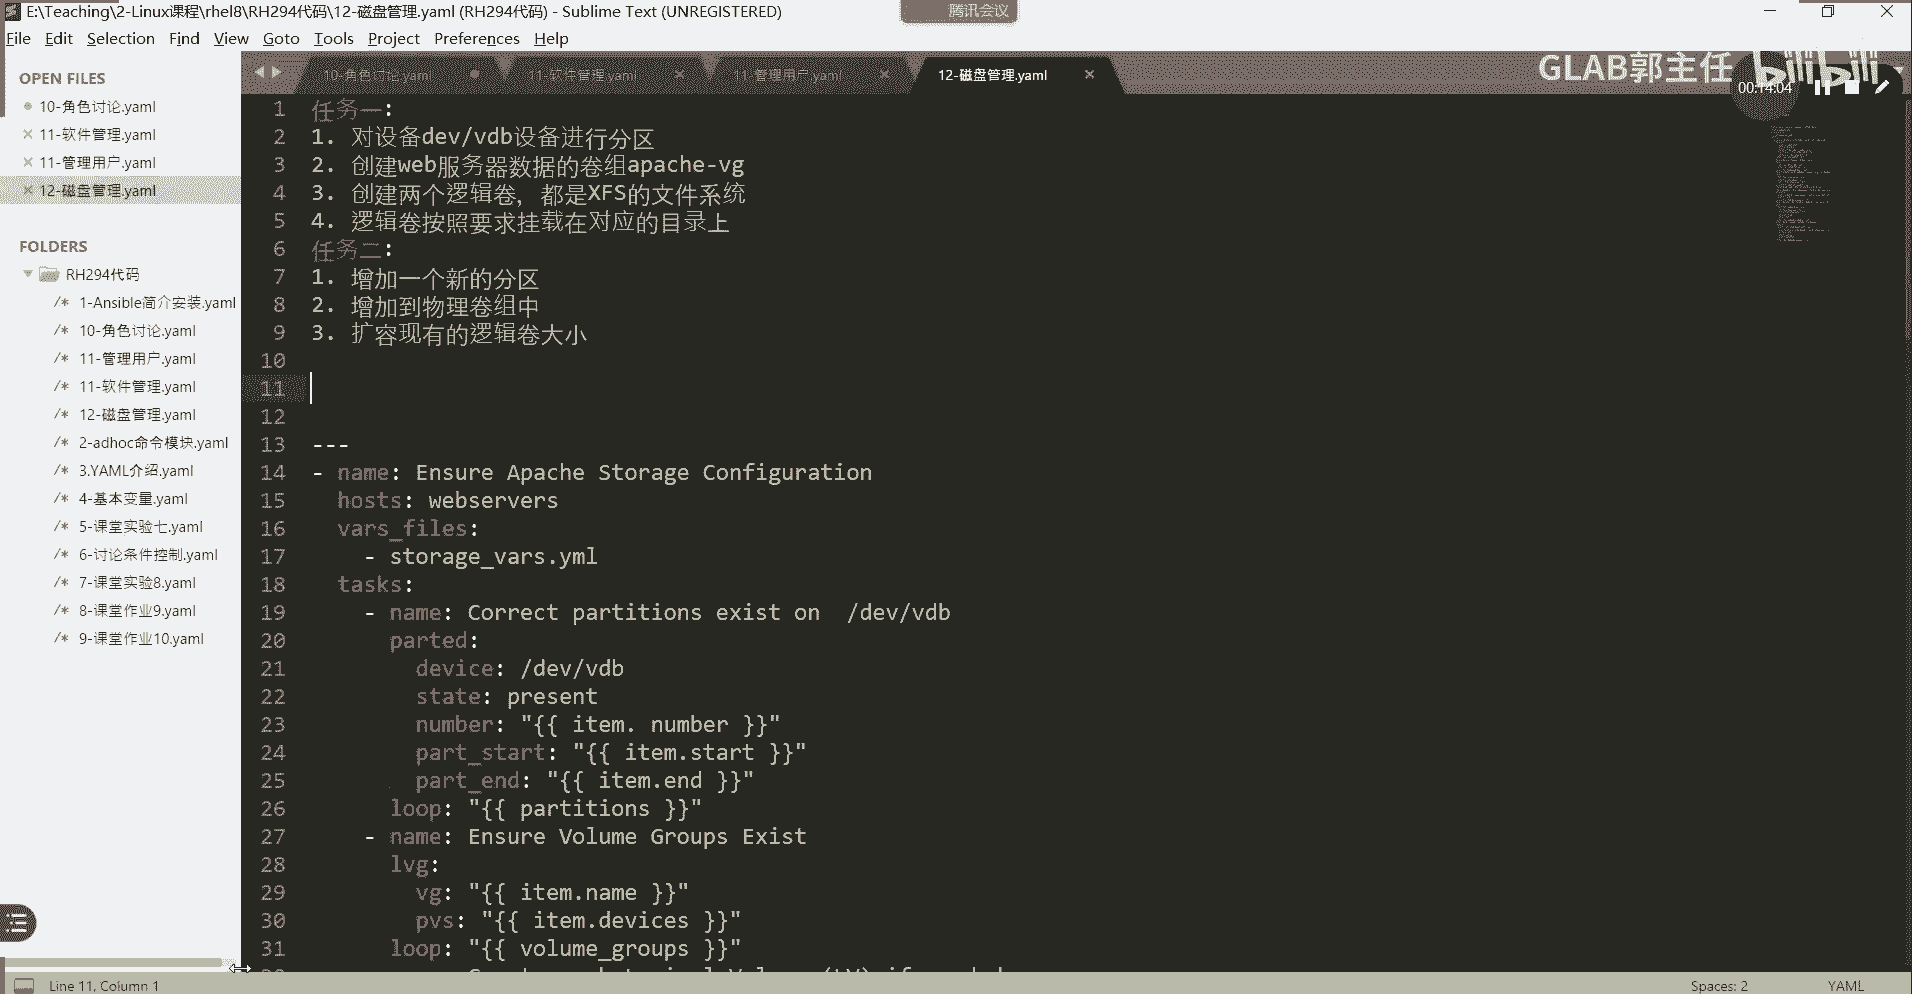 E:\Teaching\2-Linux课程\rhel8\RH294代码\12-磁盘管理.yaml (RH294代码) - Sublime Text (UNREGISTERED)
腾讯会议
File Edit Selection Find View Goto Tools Project Preferences Help
GLAB郭主任 bilibili
00:14:04
OPEN FILES
10-角色讨论.yaml
11-软件管理.yaml
11-管理用户.yaml
12-磁盘管理.yaml
FOLDERS
RH294代码
/* 1-Ansible简介安装.yaml
/* 10-角色讨论.yaml
/* 11-管理用户.yaml
/* 11-软件管理.yaml
/* 12-磁盘管理.yaml
/* 2-adhoc命令模块.yaml
/* 3.YAML介绍.yaml
/* 4-基本变量.yaml
/* 5-课堂实验七.yaml
/* 6-讨论条件控制.yaml
/* 7-课堂实验8.yaml
/* 8-课堂作业9.yaml
/* 9-课堂作业10.yaml
10-角色讨论.yaml 11-软件管理.yaml 11-管理用户.yaml 12-磁盘管理.yaml
1 任务一:
2 1. 对设备dev/vdb设备进行分区
3 2. 创建web服务器数据的卷组apache-vg
4 3. 创建两个逻辑卷，都是XFS的文件系统
5 4. 逻辑卷按照要求挂载在对应的目录上
6 任务二:
7 1. 增加一个新的分区
8 2. 增加到物理卷组中
9 3. 扩容现有的逻辑卷大小
10
11
12
13 ---
14 - name: Ensure Apache Storage Configuration
15 hosts: webservers
16 vars_files:
17 - storage_vars.yml
18 tasks:
19 - name: Correct partitions exist on  /dev/vdb
20 parted:
21 device: /dev/vdb
22 state: present
23 number: "{{ item. number }}"
24 part_start: "{{ item.start }}"
25 part_end: "{{ item.end }}"
26 loop: "{{ partitions }}"
27 - name: Ensure Volume Groups Exist
28 lvg:
29 vg: "{{ item.name }}"
30 pvs: "{{ item.devices }}"
31 loop: "{{ volume_groups }}"
Line 11, Column 1 Spaces: 2 YAML